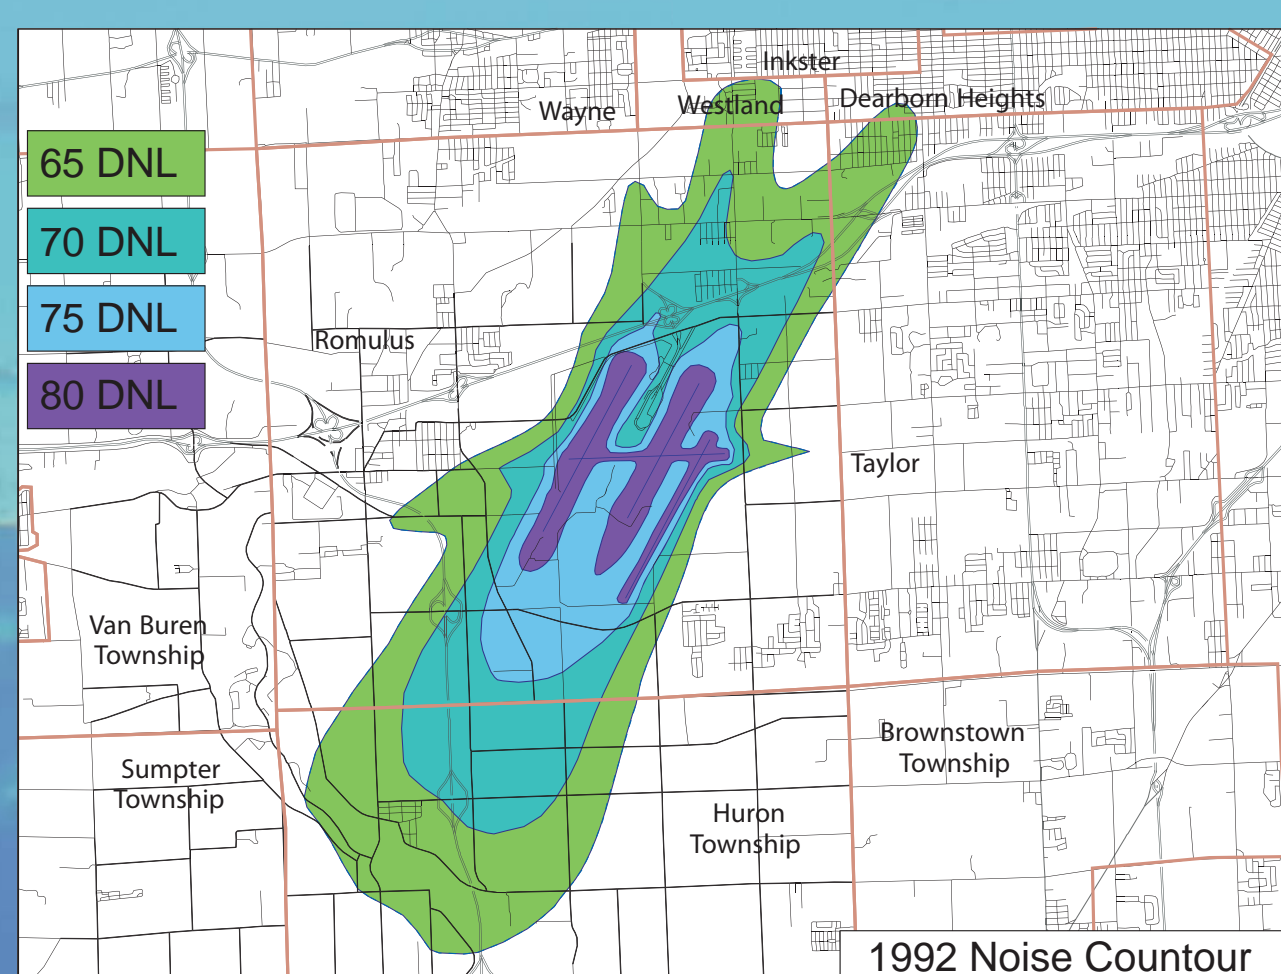 Inkster
Wayne
Westland
Dearborn Heights
65 DNL
70 DNL
75 DNL
80 DNL
Romulus
Taylor
Van Buren
Township
Sumpter
Township
Brownstown
Township
Huron
Township
1992 Noise Countour